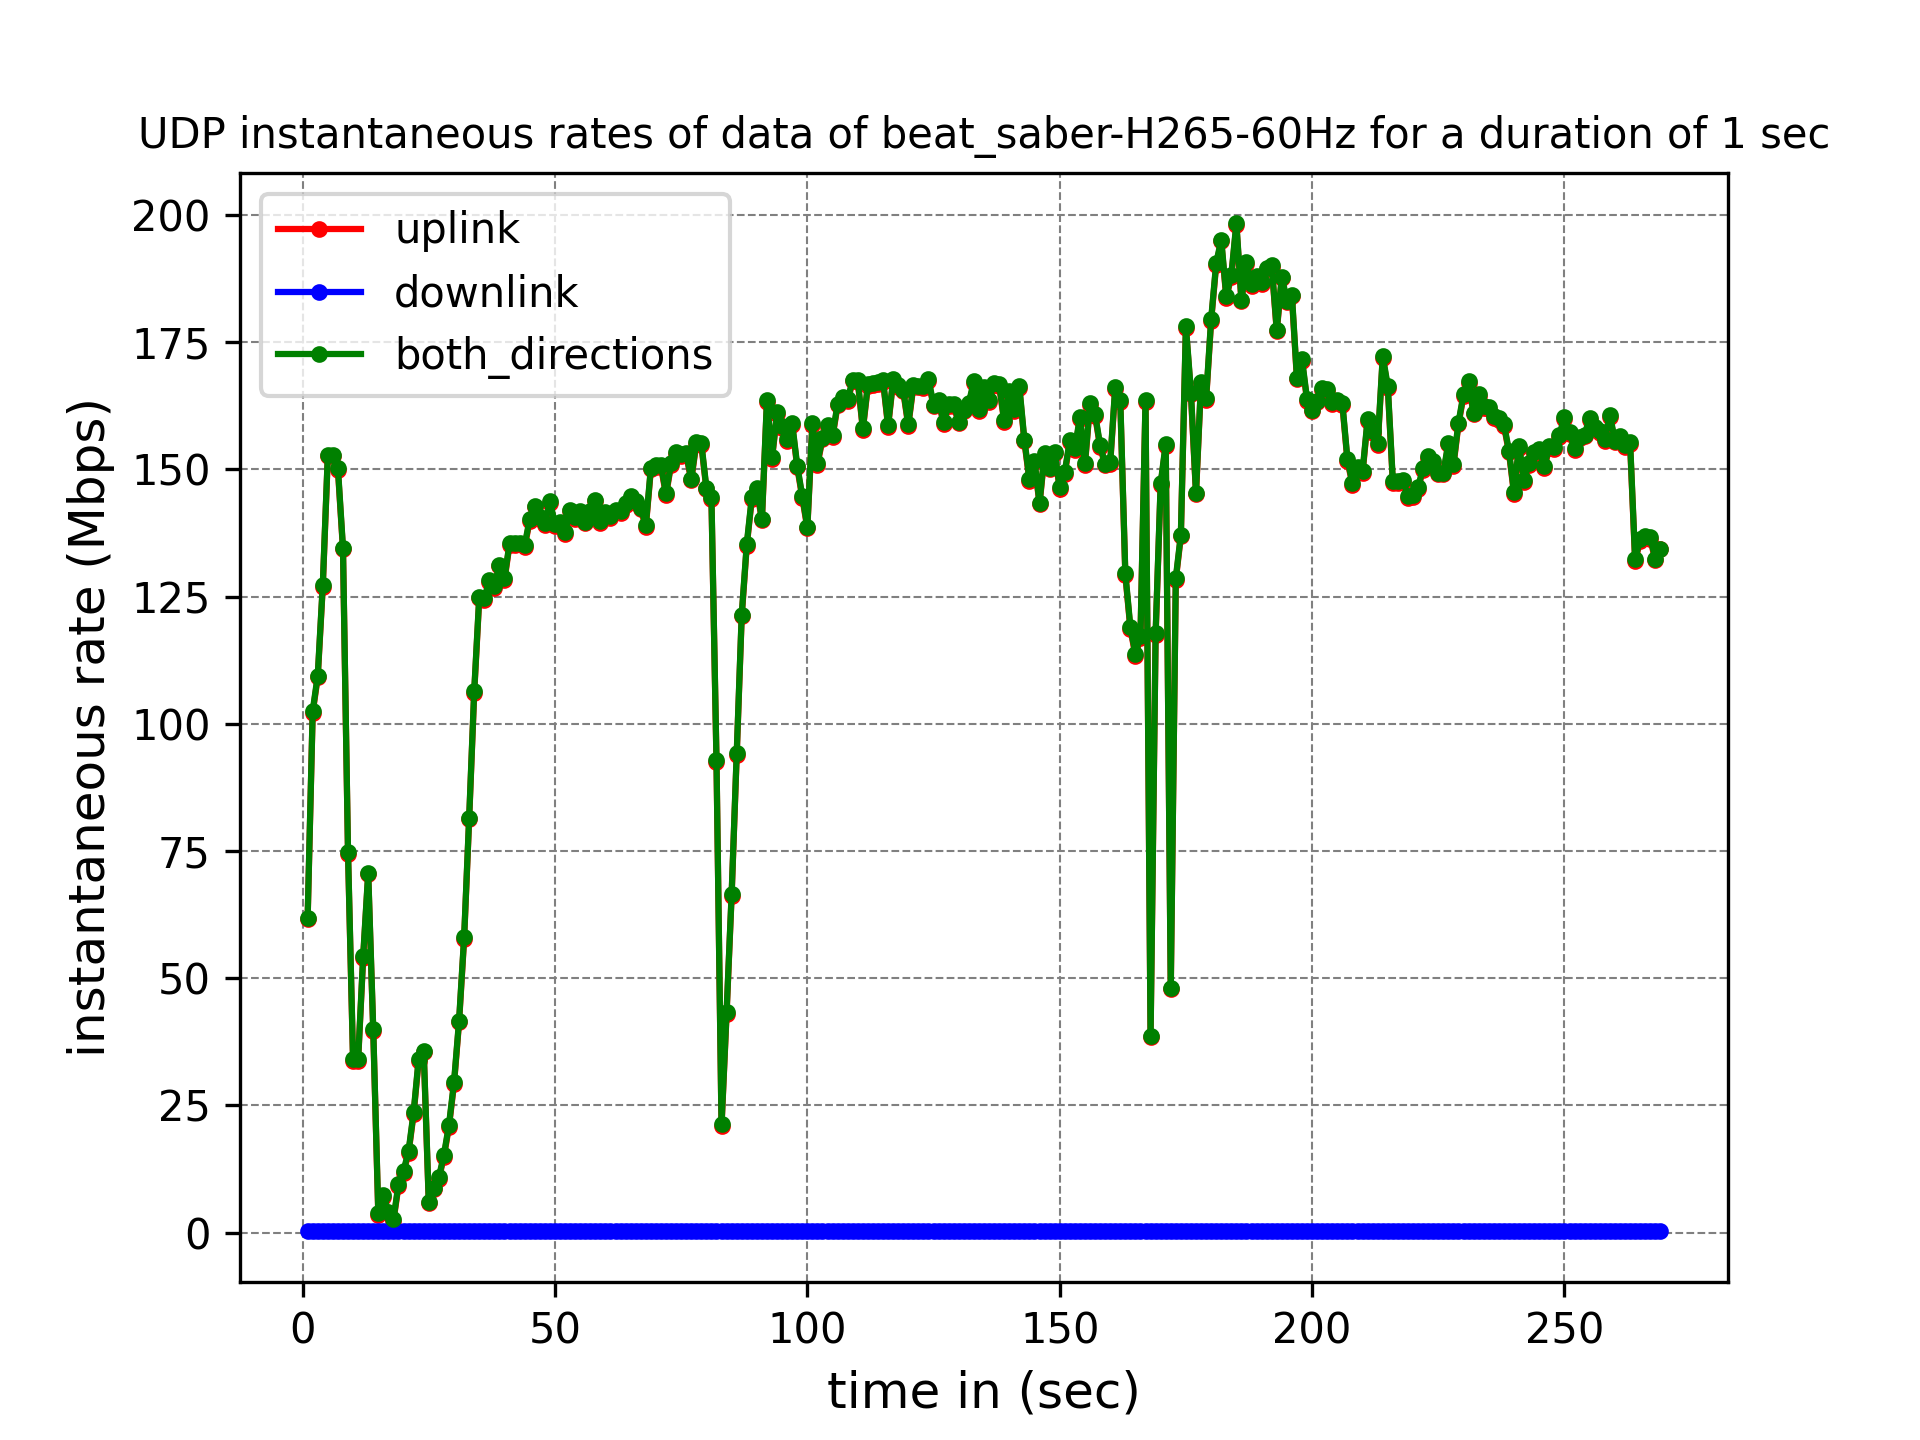 UDP instantaneous rates of data of beat_saber-H265-60Hz for a duration of 1 sec
uplink
downlink
both_directions
instantaneous rate (Mbps)
200
175
150
125
100
75
50
25
0
0 50 100 150 200 250
time in (sec)